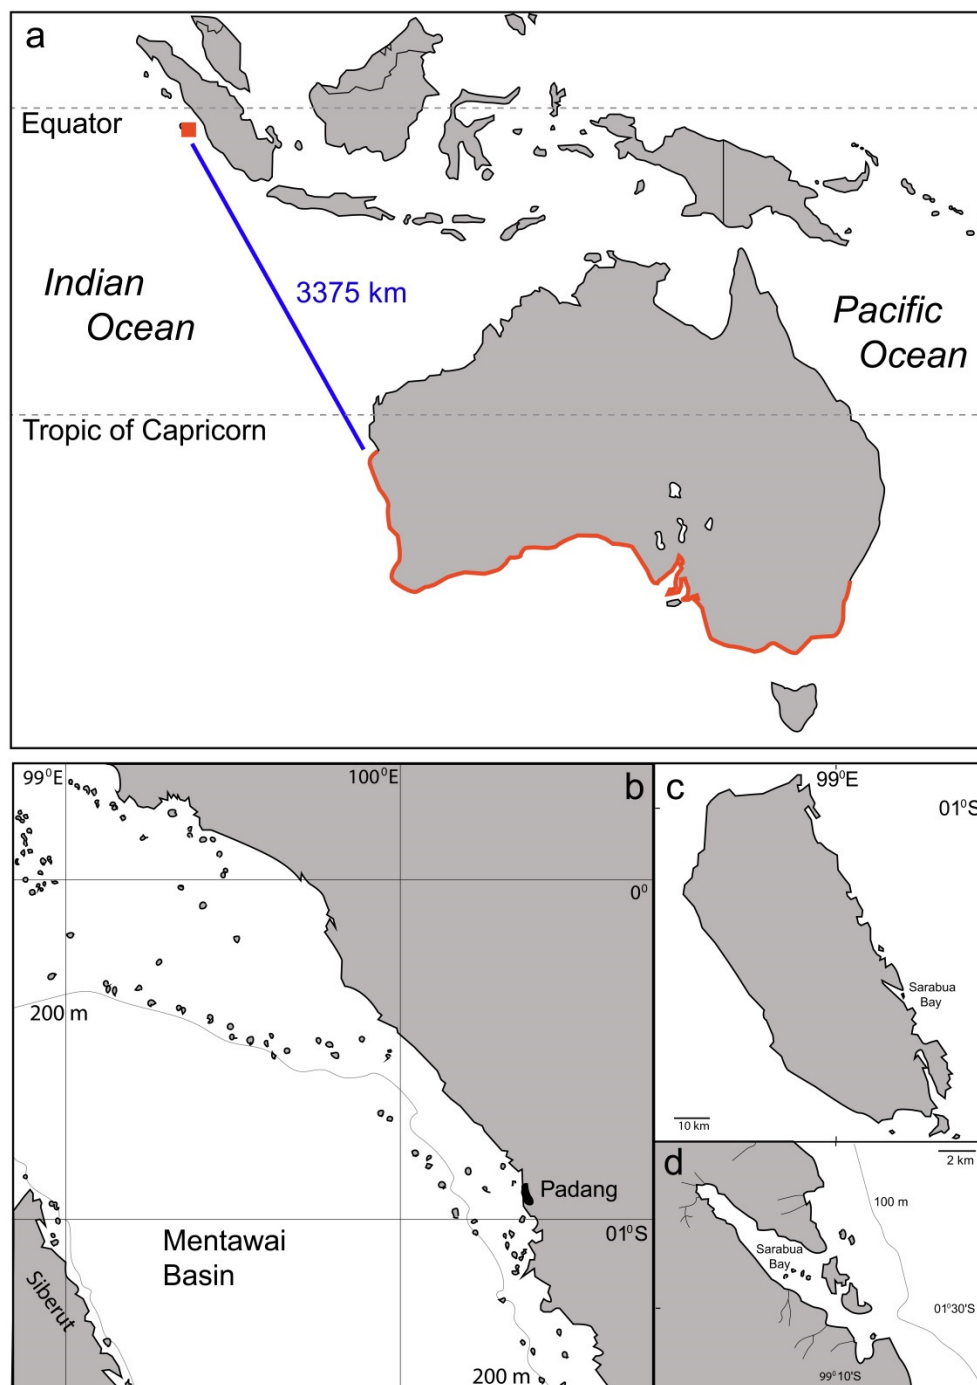 a
Equator
3375 km
Indian
Ocean
Pacific
Ocean
Tropic of Capricorn
99⁰E
100⁰E
b
0⁰
200 m
Padang
01⁰S
Mentawai
Basin
Siberut
200 m
c
99⁰E
01⁰S
Sarabua
Bay
10 km
2 km
d
100 m
Sarabua
Bay
01⁰30'S
99⁰10'S